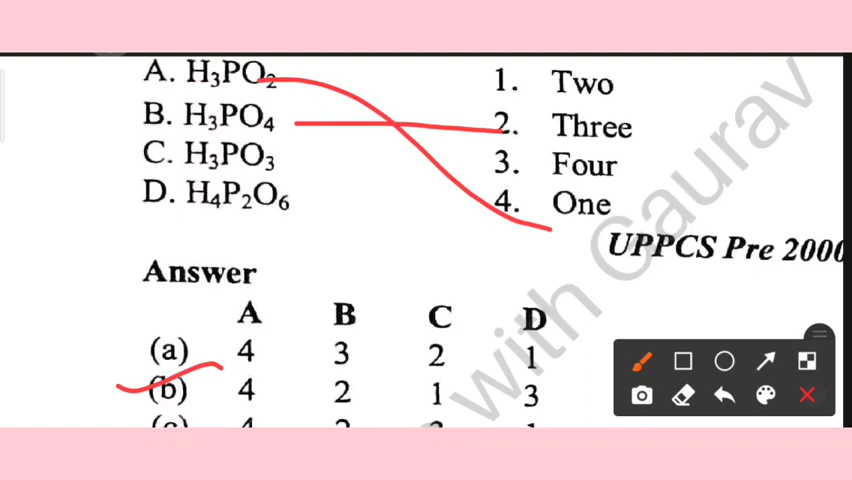 A. H₃PO₂ 1. Two
B. H₃PO₄ 2. Three
C. H₃PO₃ 3. Four
D. H₄P₂O₆ 4. One
UPPCS Pre 2000
Answer
A B C D
(a) 4 3 2 1
(b) 4 2 1 3
with Gaurav